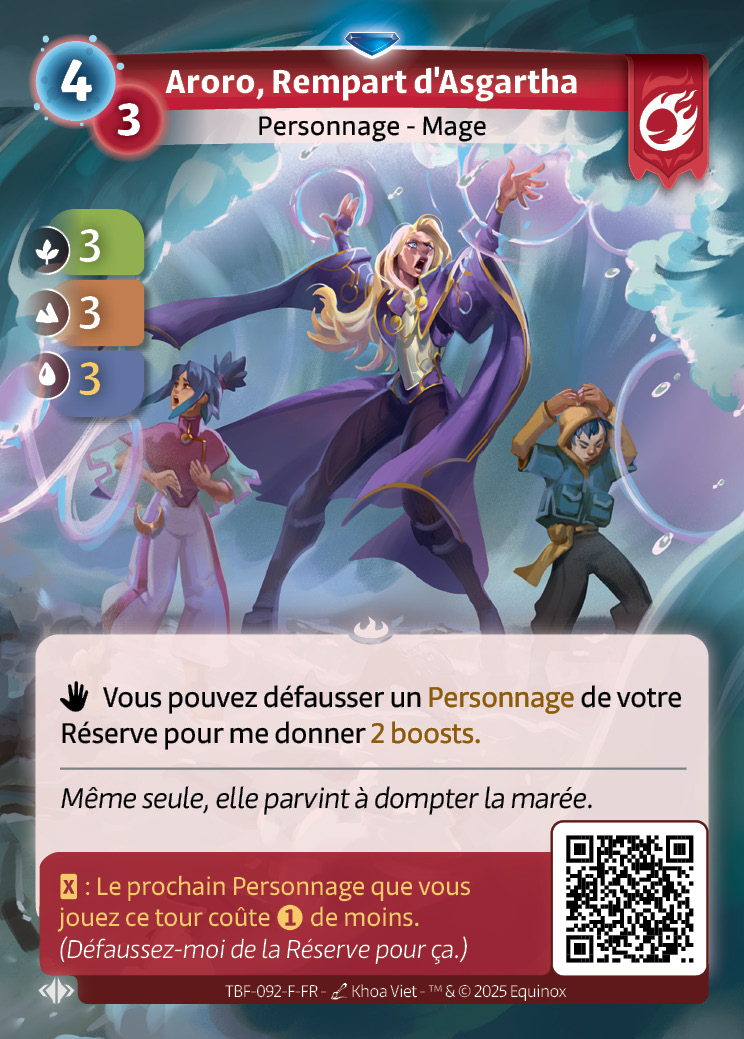 4
Aroro, Rempart d'Asgartha
3
Personnage - Mage
3
3
3
Vous pouvez défausser un Personnage de votre
Réserve pour me donner 2 boosts.
Même seule, elle parvint à dompter la marée.
X : Le prochain Personnage que vous
jouez ce tour coûte 1 de moins.
(Défaussez-moi de la Réserve pour ça.)
TBF-092-F-FR - Khoa Viet - ™ & © 2025 Equinox